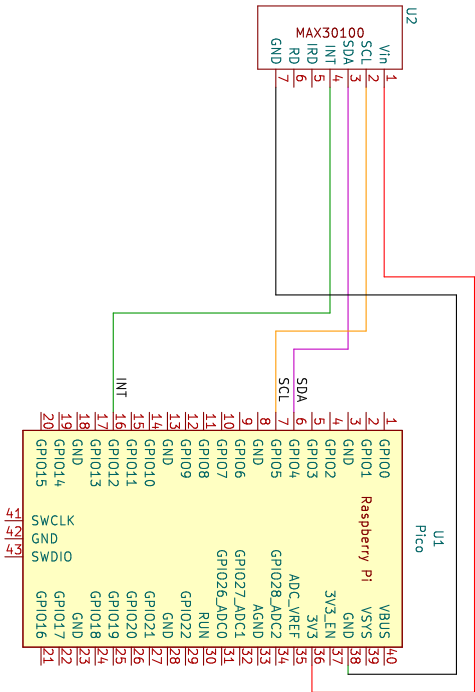 U2
MAX30100
GND
RD
IRD
INT
SDA
SCL
Vin
7
6
5
4
3
2
1
INT
SCL
SDA
20
19
18
17
16
15
14
13
12
11
10
9
8
7
6
5
4
3
2
1
GPIO15
GPIO14
GND
GPIO13
GPIO12
GPIO11
GPIO10
GND
GPIO9
GPIO8
GPIO7
GPIO6
GND
GPIO5
GPIO4
GPIO3
GPIO2
GND
GPIO1
GPIO0
41
SWCLK
42
GND
43
SWDIO
Raspberry Pi
U1
Pico
GPIO16
GPIO17
GND
GPIO18
GPIO19
GPIO20
GPIO21
GND
GPIO22
RUN
GPIO26_ADC0
GPIO27_ADC1
AGND
GPIO28_ADC2
ADC_VREF
3V3
3V3_EN
GND
VSYS
VBUS
21
22
23
24
25
26
27
28
29
30
31
32
33
34
35
36
37
38
39
40